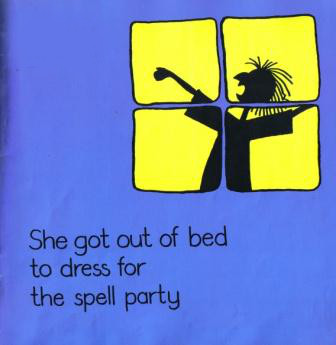 She got out of bed
to dress for
the spell party